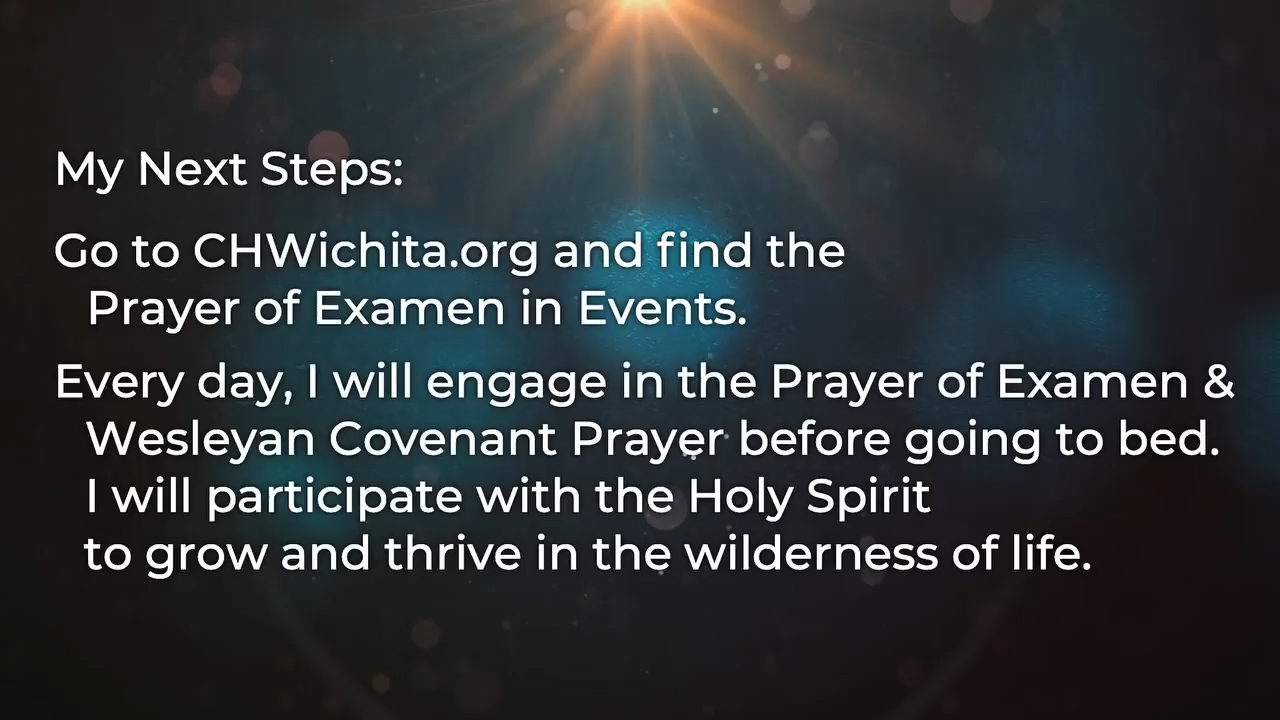 My Next Steps:
Go to CHWichita.org and find the
Prayer of Examen in Events.
Every day, I will engage in the Prayer of Examen &
Wesleyan Covenant Prayer before going to bed.
I will participate with the Holy Spirit
to grow and thrive in the wilderness of life.